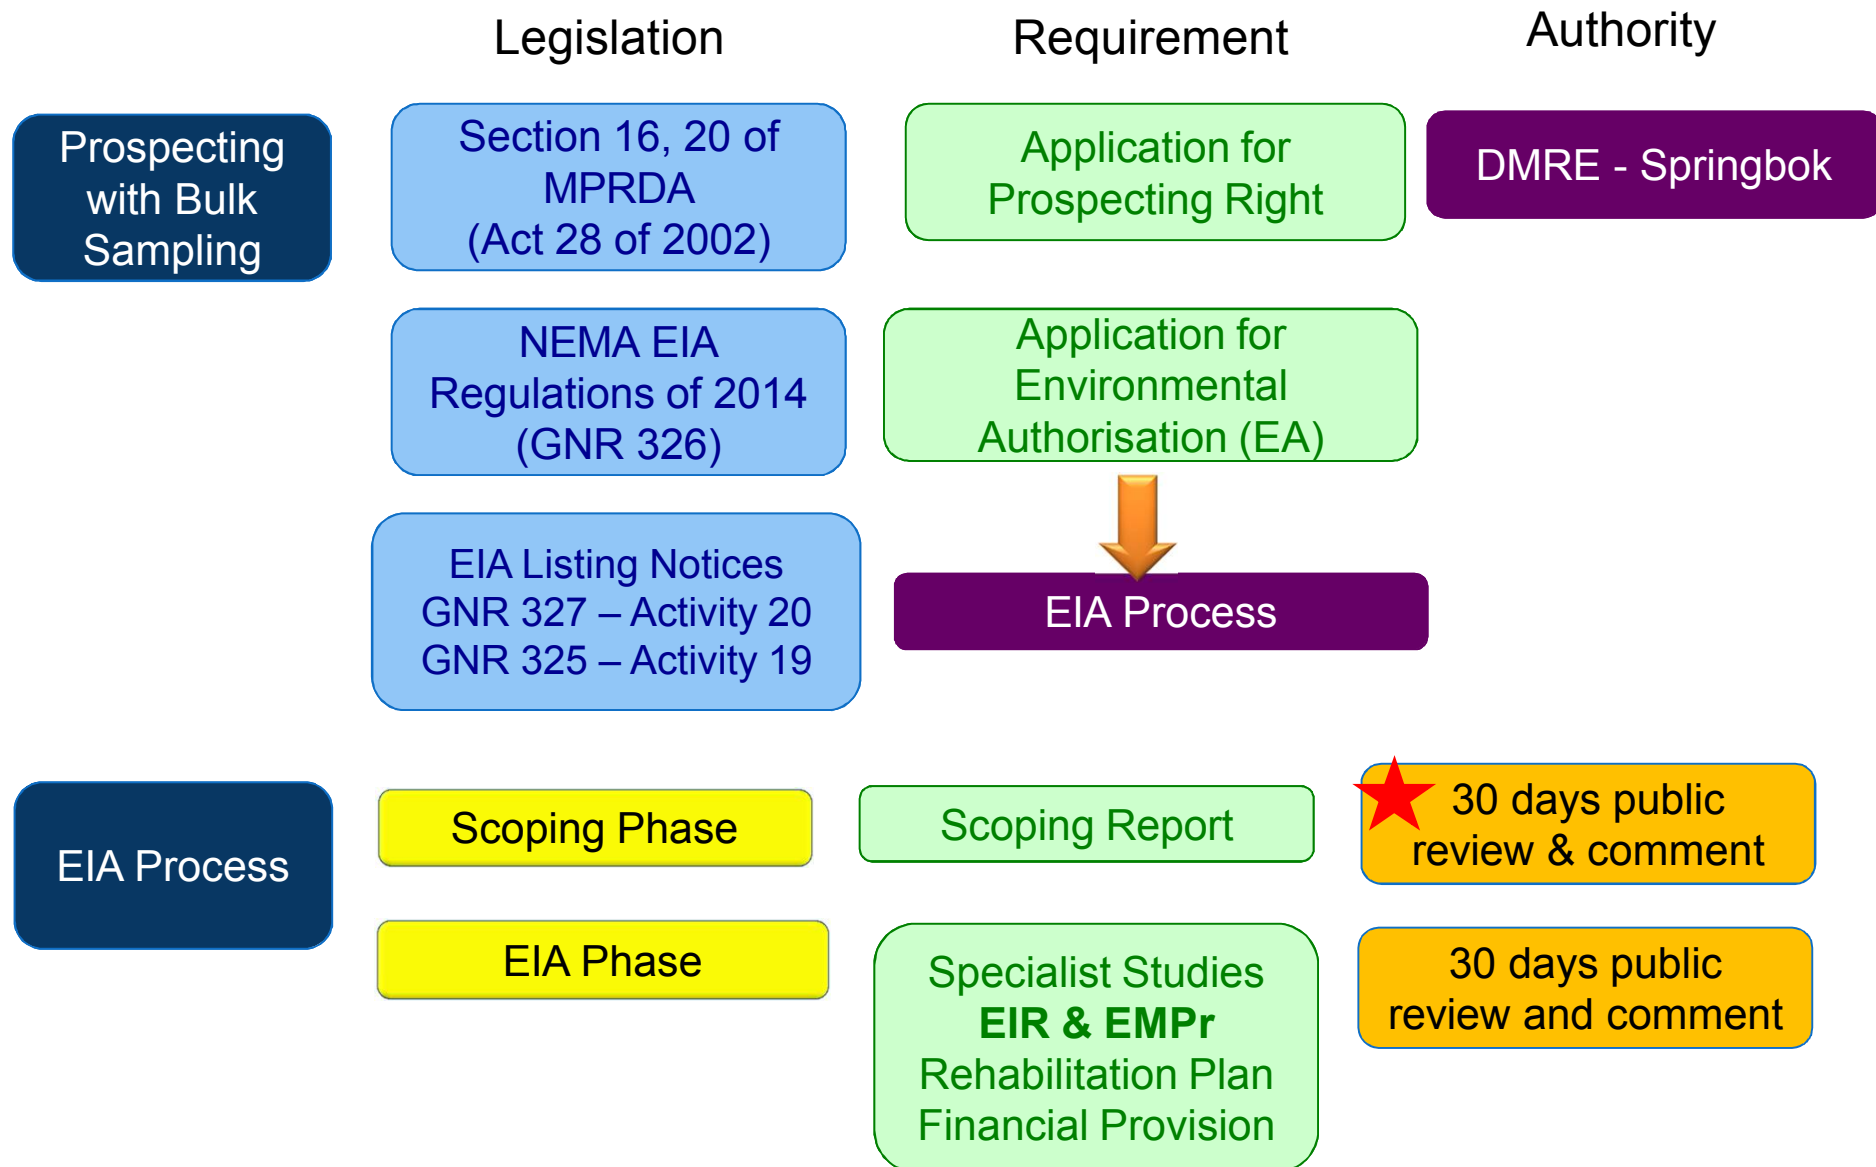 Legislation
Requirement
Authority
Prospecting
with Bulk
Sampling
Section 16, 20 of
MPRDA
(Act 28 of 2002)
Application for
Prospecting Right
DMRE - Springbok
NEMA EIA
Regulations of 2014
(GNR 326)
Application for
Environmental
Authorisation (EA)
EIA Listing Notices
GNR 327 – Activity 20
GNR 325 – Activity 19
EIA Process
EIA Process
Scoping Phase
Scoping Report
30 days public
review & comment
EIA Phase
Specialist Studies
EIR & EMPr
Rehabilitation Plan
Financial Provision
30 days public
review and comment